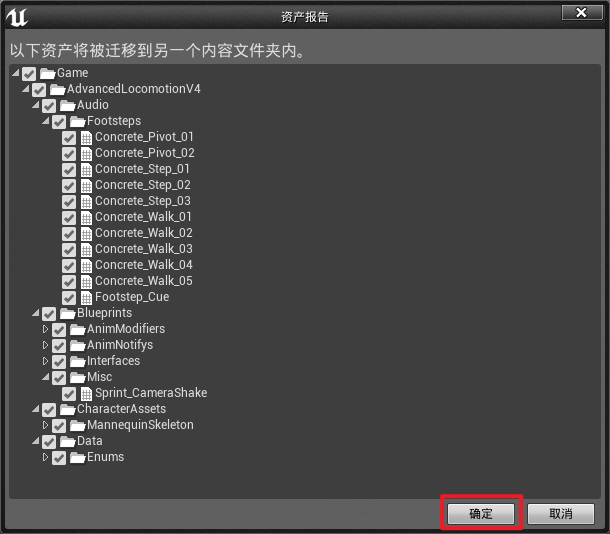 资产报告
以下资产将被迁移到另一个内容文件夹内。
Game
AdvancedLocomotionV4
Audio
Footsteps
Concrete_Pivot_01
Concrete_Pivot_02
Concrete_Step_01
Concrete_Step_02
Concrete_Step_03
Concrete_Walk_01
Concrete_Walk_02
Concrete_Walk_03
Concrete_Walk_04
Concrete_Walk_05
Footstep_Cue
Blueprints
AnimModifiers
AnimNotifys
Interfaces
Misc
Sprint_CameraShake
CharacterAssets
MannequinSkeleton
Data
Enums
确定 取消